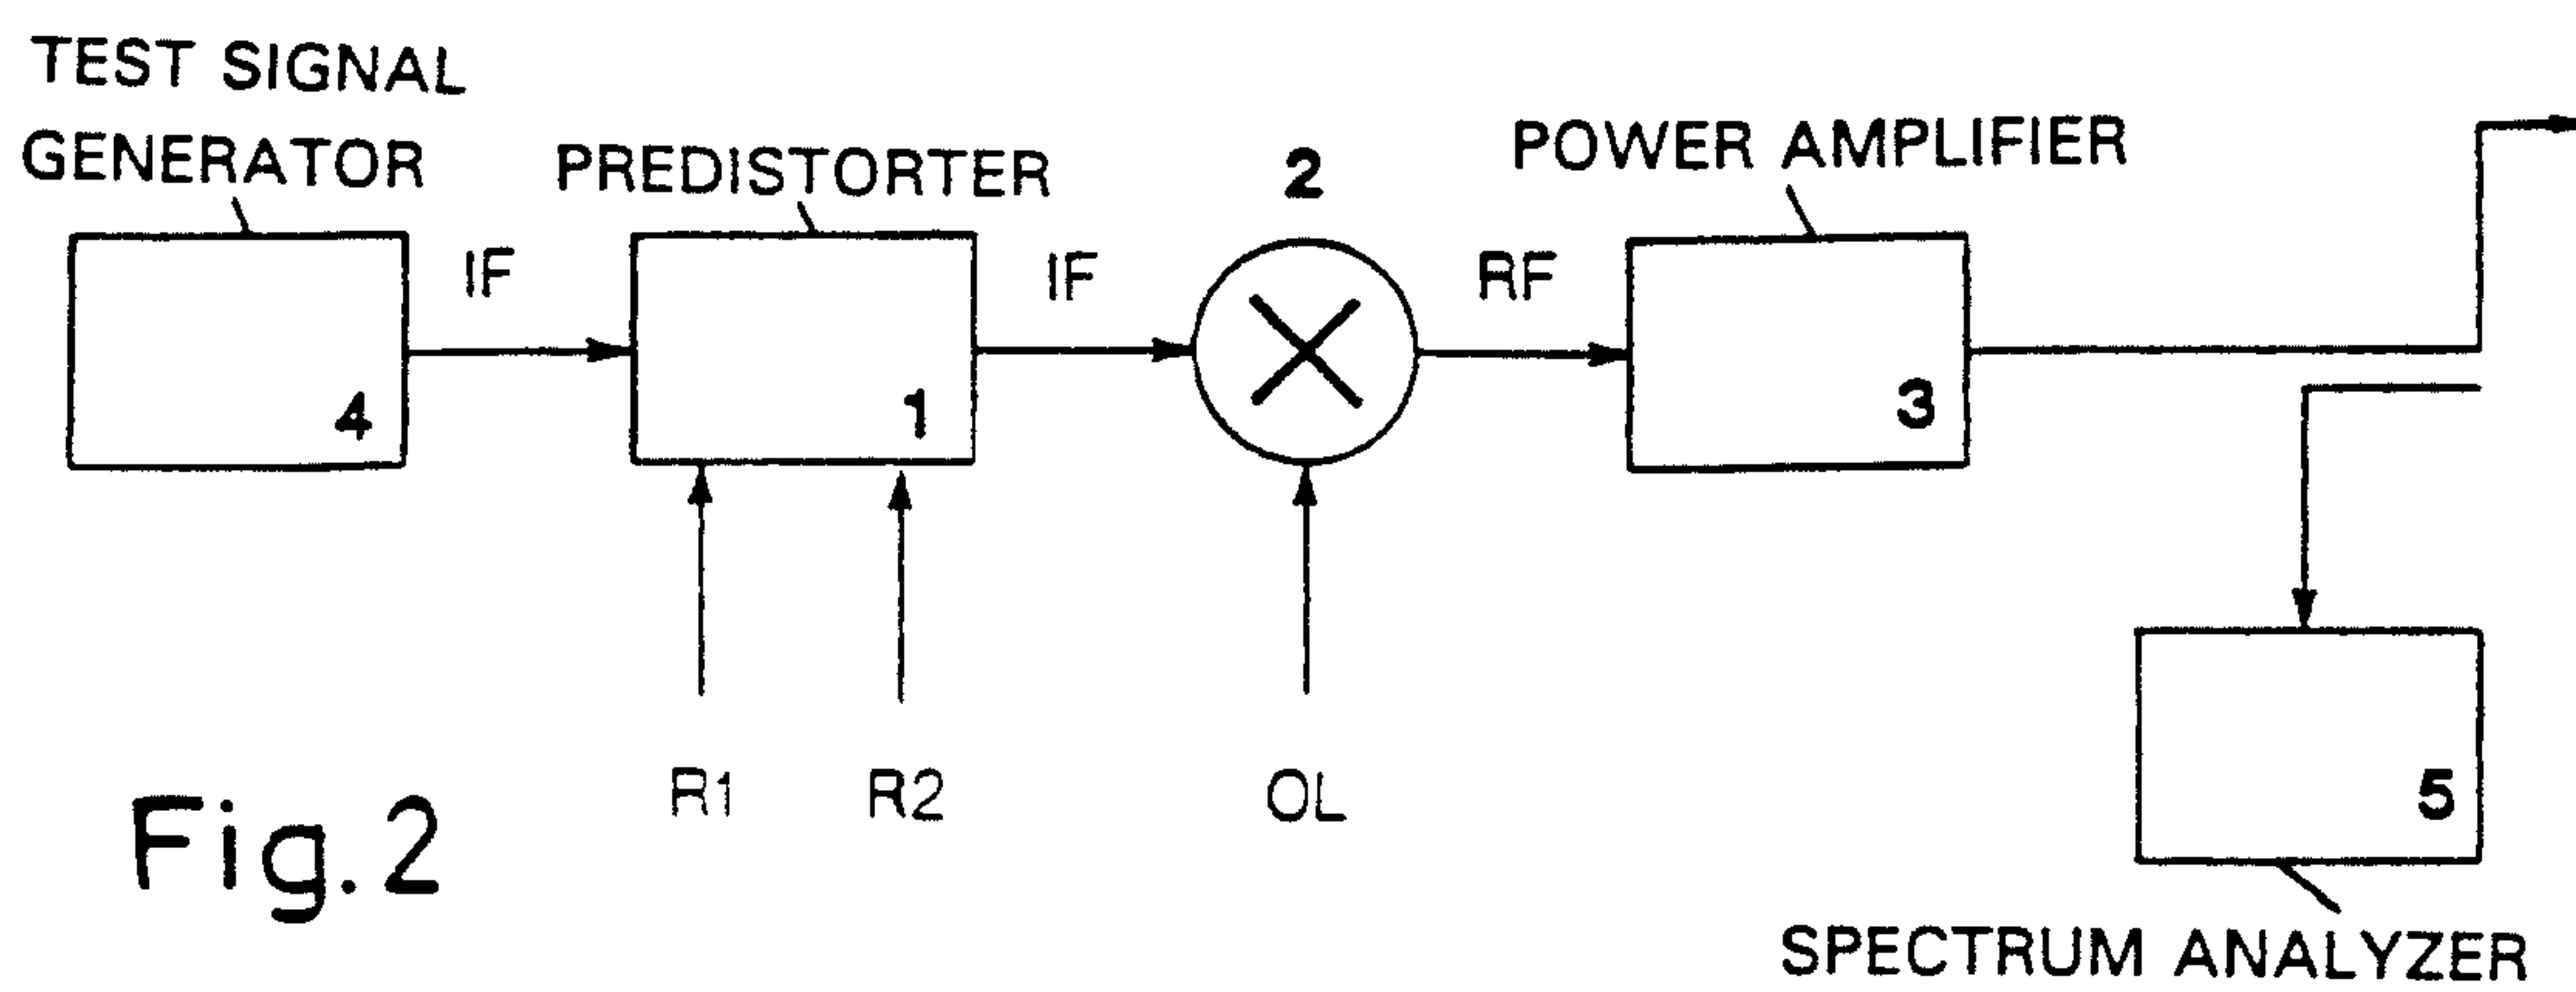 TEST SIGNAL
GENERATOR
PREDISTORTER
2
POWER AMPLIFIER
IF
IF
RF
4
1
3
R1
R2
OL
5
Fig.2
SPECTRUM ANALYZER